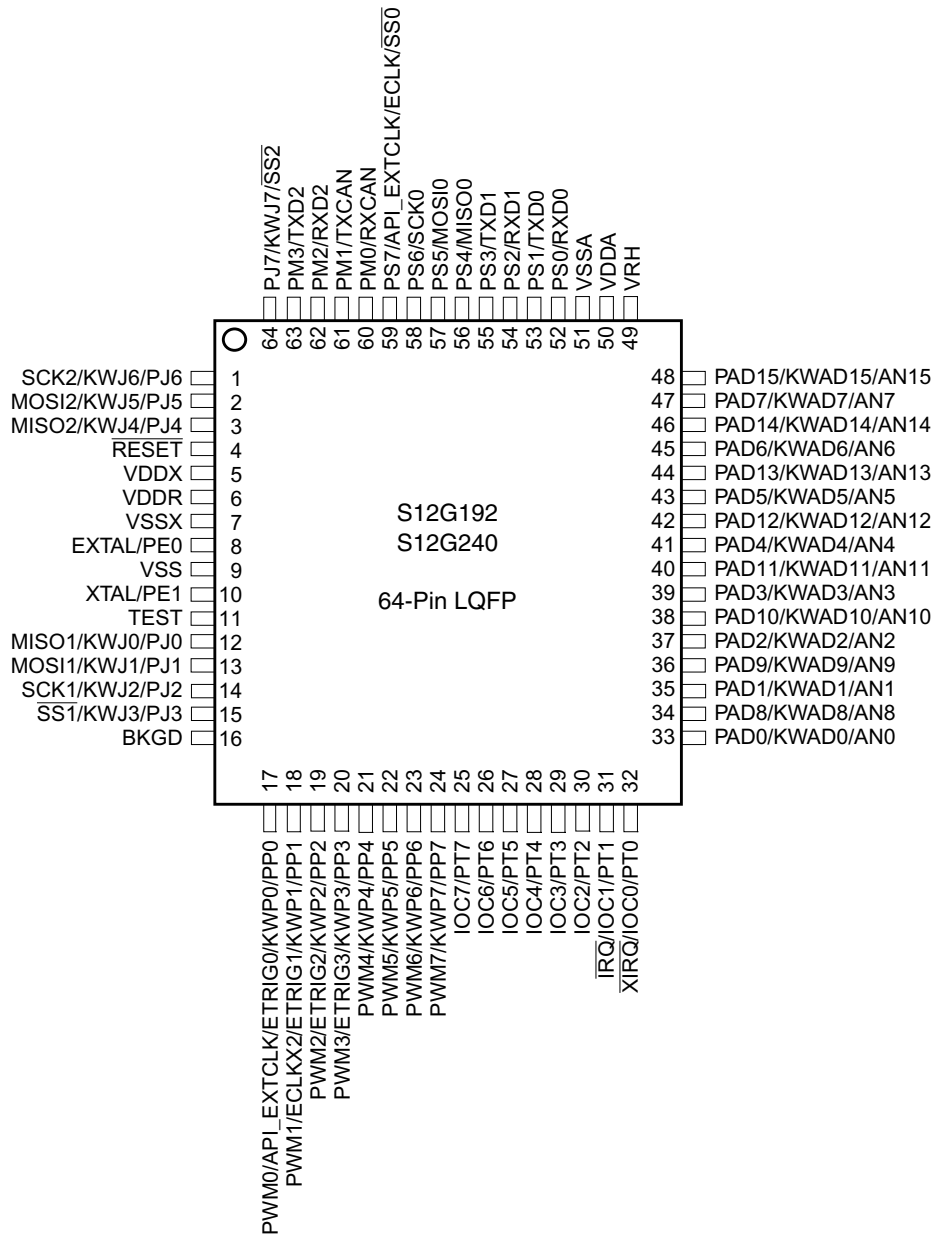 PJ7/KWJ7/SS2
PM3/TXD2
PM2/RXD2
PM1/TXCAN
PM0/RXCAN
PS7/API_EXTCLK/ECLK/SS0
PS6/SCK0
PS5/MOSI0
PS4/MISO0
PS3/TXD1
PS2/RXD1
PS1/TXD0
PS0/RXD0
VSSA
VDDA
VRH
64
63
62
61
60
59
58
57
56
55
54
53
52
51
50
49
SCK2/KWJ6/PJ6 1
MOSI2/KWJ5/PJ5 2
MISO2/KWJ4/PJ4 3
RESET 4
VDDX 5
VDDR 6
VSSX 7
EXTAL/PE0 8
VSS 9
XTAL/PE1 10
TEST 11
MISO1/KWJ0/PJ0 12
MOSI1/KWJ1/PJ1 13
SCK1/KWJ2/PJ2 14
SS1/KWJ3/PJ3 15
BKGD 16
S12G192
S12G240
64-Pin LQFP
48 PAD15/KWAD15/AN15
47 PAD7/KWAD7/AN7
46 PAD14/KWAD14/AN14
45 PAD6/KWAD6/AN6
44 PAD13/KWAD13/AN13
43 PAD5/KWAD5/AN5
42 PAD12/KWAD12/AN12
41 PAD4/KWAD4/AN4
40 PAD11/KWAD11/AN11
39 PAD3/KWAD3/AN3
38 PAD10/KWAD10/AN10
37 PAD2/KWAD2/AN2
36 PAD9/KWAD9/AN9
35 PAD1/KWAD1/AN1
34 PAD8/KWAD8/AN8
33 PAD0/KWAD0/AN0
17
18
19
20
21
22
23
24
25
26
27
28
29
30
31
32
PWM0/API_EXTCLK/ETRIG0/KWP0/PP0
PWM1/ECLKX2/ETRIG1/KWP1/PP1
PWM2/ETRIG2/KWP2/PP2
PWM3/ETRIG3/KWP3/PP3
PWM4/KWP4/PP4
PWM5/KWP5/PP5
PWM6/KWP6/PP6
PWM7/KWP7/PP7
IOC7/PT7
IOC6/PT6
IOC5/PT5
IOC4/PT4
IOC3/PT3
IOC2/PT2
IRQ/IOC1/PT1
XIRQ/IOC0/PT0